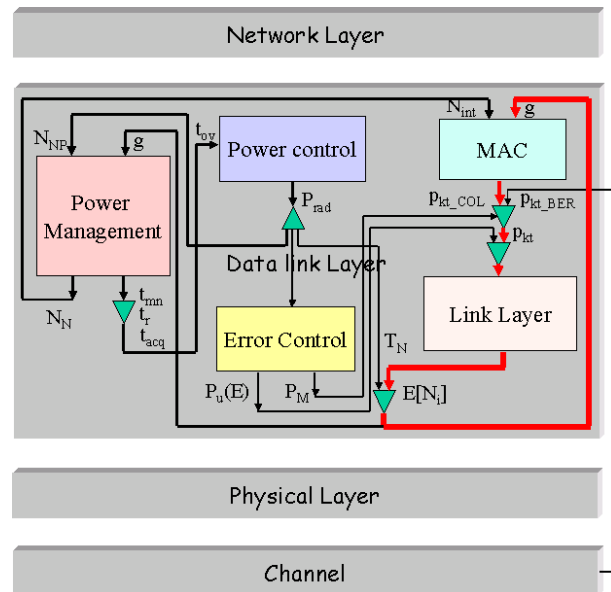 Network Layer
N_int
g
t_ov
N_NP
g
Power control
MAC
Power
Management
P_rad
p_kt_COL
p_kt_BER
p_kt
Data link Layer
t_mn
t_r
t_acq
N_N
Link Layer
Error Control
T_N
P_u(E)
P_M
E[N_i]
Physical Layer
Channel